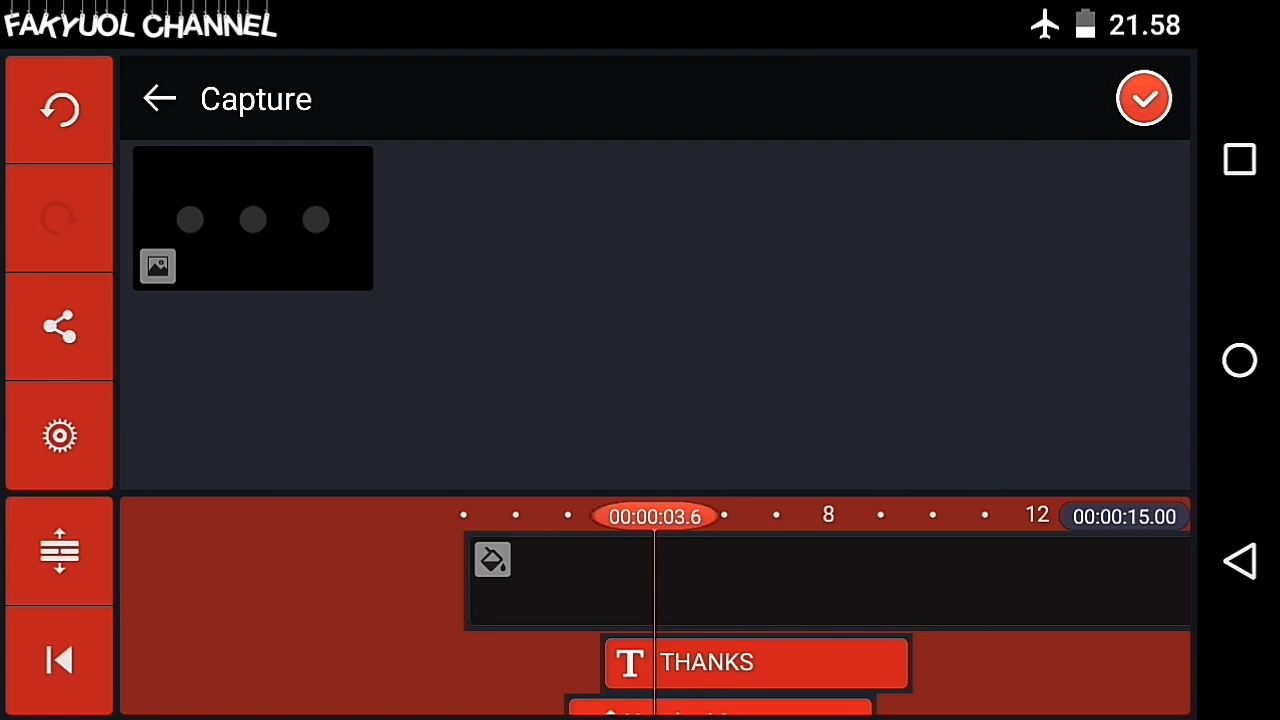 FAKYUOL CHANNEL
21.58
Capture
00:00:03.6
8
12
00:00:15.00
T THANKS